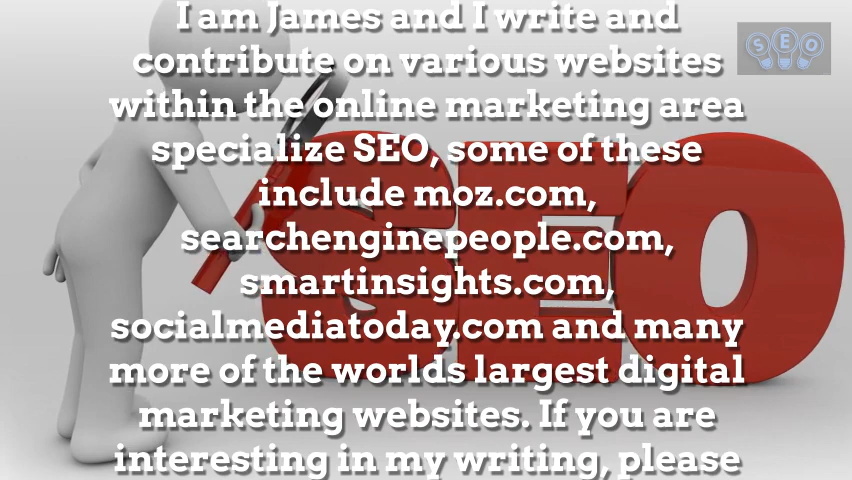 I am James and I write and
contribute on various websites
within the online marketing area
specialize SEO, some of these
include moz.com,
searchenginepeople.com,
smartinsights.com,
socialmediatoday.com and many
more of the worlds largest digital
marketing websites. If you are
interesting in my writing, please
SEO
SEO